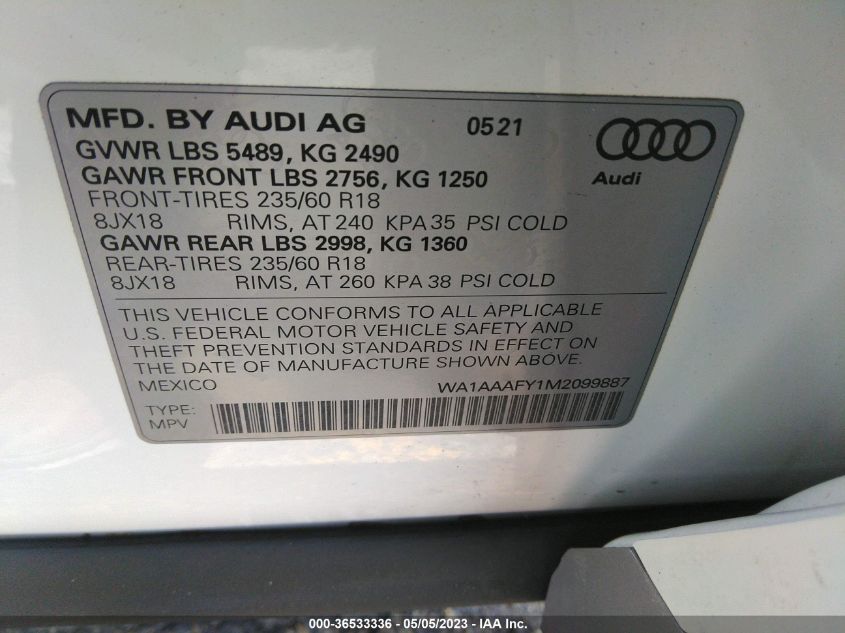 MFD. BY AUDI AG 0521
GVWR LBS 5489, KG 2490
GAWR FRONT LBS 2756, KG 1250
Audi
FRONT-TIRES 235/60 R18
8JX18 RIMS, AT 240 KPA 35 PSI COLD
GAWR REAR LBS 2998, KG 1360
REAR-TIRES 235/60 R18
8JX18 RIMS, AT 260 KPA 38 PSI COLD
THIS VEHICLE CONFORMS TO ALL APPLICABLE
U.S. FEDERAL MOTOR VEHICLE SAFETY AND
THEFT PREVENTION STANDARDS IN EFFECT ON
THE DATE OF MANUFACTURE SHOWN ABOVE.
MEXICO WA1AAAFY1M2099887
TYPE:
MPV
000-36533336 - 05/05/2023 - IAA Inc.